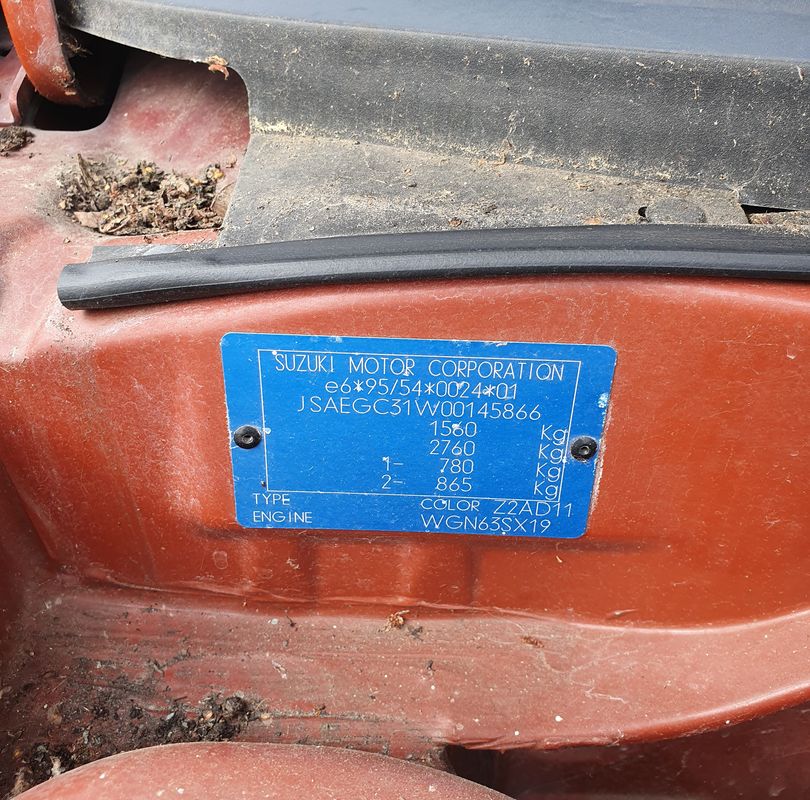 SUZUKI MOTOR CORPORATION
e6*95/54*0024*01
JSAEGC31W00145866
1560 Kg
2760 Kg
1- 780 Kg
2- 865 Kg
TYPE COLOR Z2AD11
ENGINE WGN63SX19